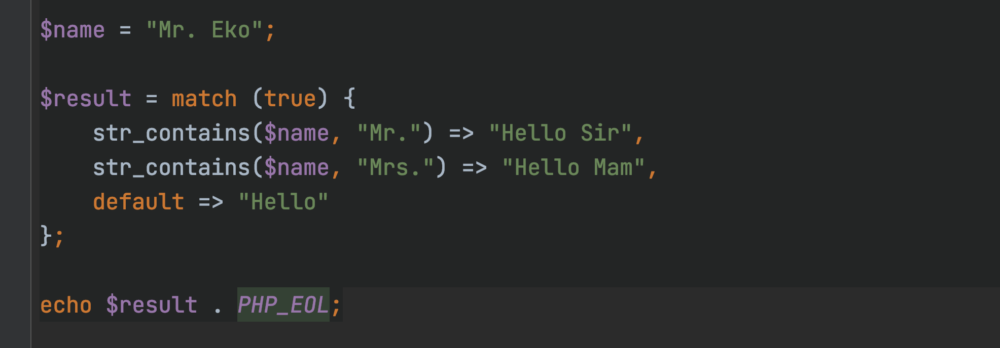 $name = "Mr. Eko";
$result = match (true) {
    str_contains($name, "Mr.") => "Hello Sir",
    str_contains($name, "Mrs.") => "Hello Mam",
    default => "Hello"
};
echo $result . PHP_EOL;